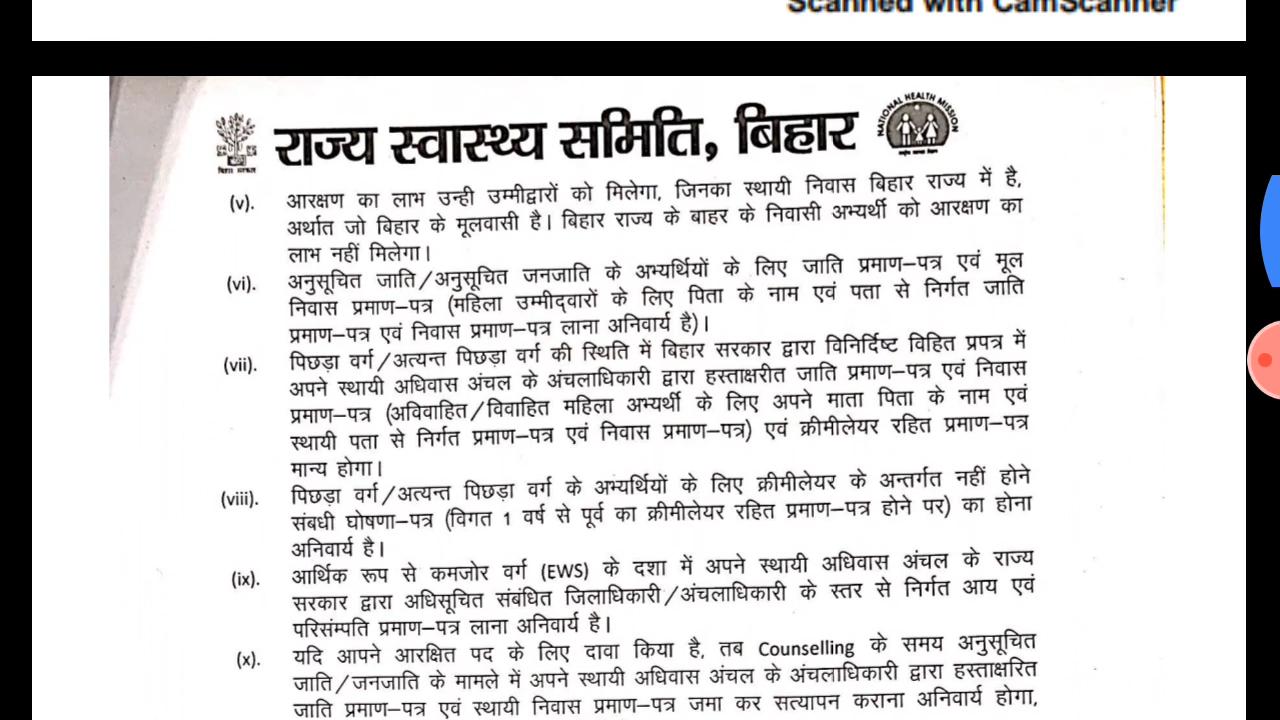 Scanned with CamScanner
राज्य स्वास्थ्य समिति, बिहार
NATIONAL HEALTH MISSION
(v). आरक्षण का लाभ उन्ही उम्मीद्वारों को मिलेगा, जिनका स्थायी निवास बिहार राज्य में है,
अर्थात जो बिहार के मूलवासी है। बिहार राज्य के बाहर के निवासी अभ्यर्थी को आरक्षण का
लाभ नहीं मिलेगा।
(vi). अनुसूचित जाति/अनुसूचित जनजाति के अभ्यर्थियों के लिए जाति प्रमाण–पत्र एवं मूल
निवास प्रमाण–पत्र (महिला उम्मीद्वारों के लिए पिता के नाम एवं पता से निर्गत जाति
प्रमाण–पत्र एवं निवास प्रमाण–पत्र लाना अनिवार्य है)।
(vii). पिछड़ा वर्ग/अत्यन्त पिछड़ा वर्ग की स्थिति में बिहार सरकार द्वारा विनिर्दिष्ट विहित प्रपत्र में
अपने स्थायी अधिवास अंचल के अंचलाधिकारी द्वारा हस्ताक्षरीत जाति प्रमाण–पत्र एवं निवास
प्रमाण–पत्र (अविवाहित/विवाहित महिला अभ्यर्थी के लिए अपने माता पिता के नाम एवं
स्थायी पता से निर्गत प्रमाण–पत्र एवं निवास प्रमाण–पत्र) एवं क्रीमीलेयर रहित प्रमाण–पत्र
मान्य होगा।
(viii). पिछड़ा वर्ग/अत्यन्त पिछड़ा वर्ग के अभ्यर्थियों के लिए क्रीमीलेयर के अन्तर्गत नहीं होने
संबधी घोषणा–पत्र (विगत 1 वर्ष से पूर्व का क्रीमीलेयर रहित प्रमाण–पत्र होने पर) का होना
अनिवार्य है।
(ix). आर्थिक रूप से कमजोर वर्ग (EWS) के दशा में अपने स्थायी अधिवास अंचल के राज्य
सरकार द्वारा अधिसूचित संबंधित जिलाधिकारी/अंचलाधिकारी के स्तर से निर्गत आय एवं
परिसंम्पति प्रमाण–पत्र लाना अनिवार्य है।
(x). यदि आपने आरक्षित पद के लिए दावा किया है, तब Counselling के समय अनुसूचित
जाति/जनजाति के मामले में अपने स्थायी अधिवास अंचल के अंचलाधिकारी द्वारा हस्ताक्षरित
जाति प्रमाण–पत्र एवं स्थायी निवास प्रमाण–पत्र जमा कर सत्यापन कराना अनिवार्य होगा,